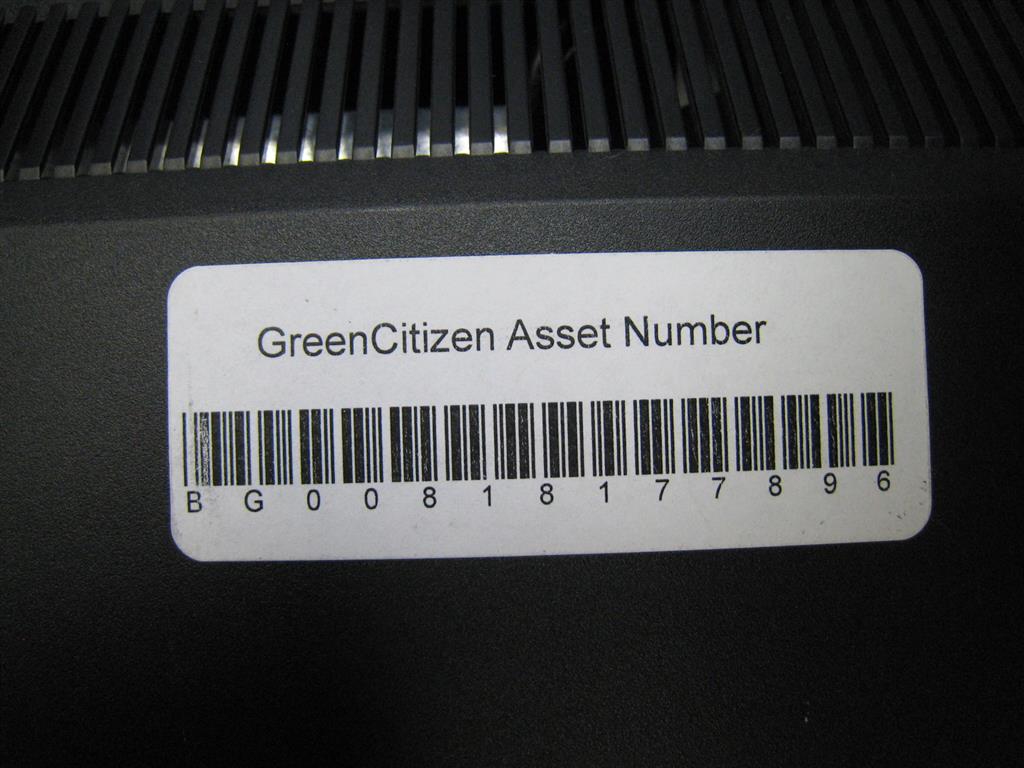 GreenCitizen Asset Number
B G 0 0 8 1 8 1 7 7 8 9 6